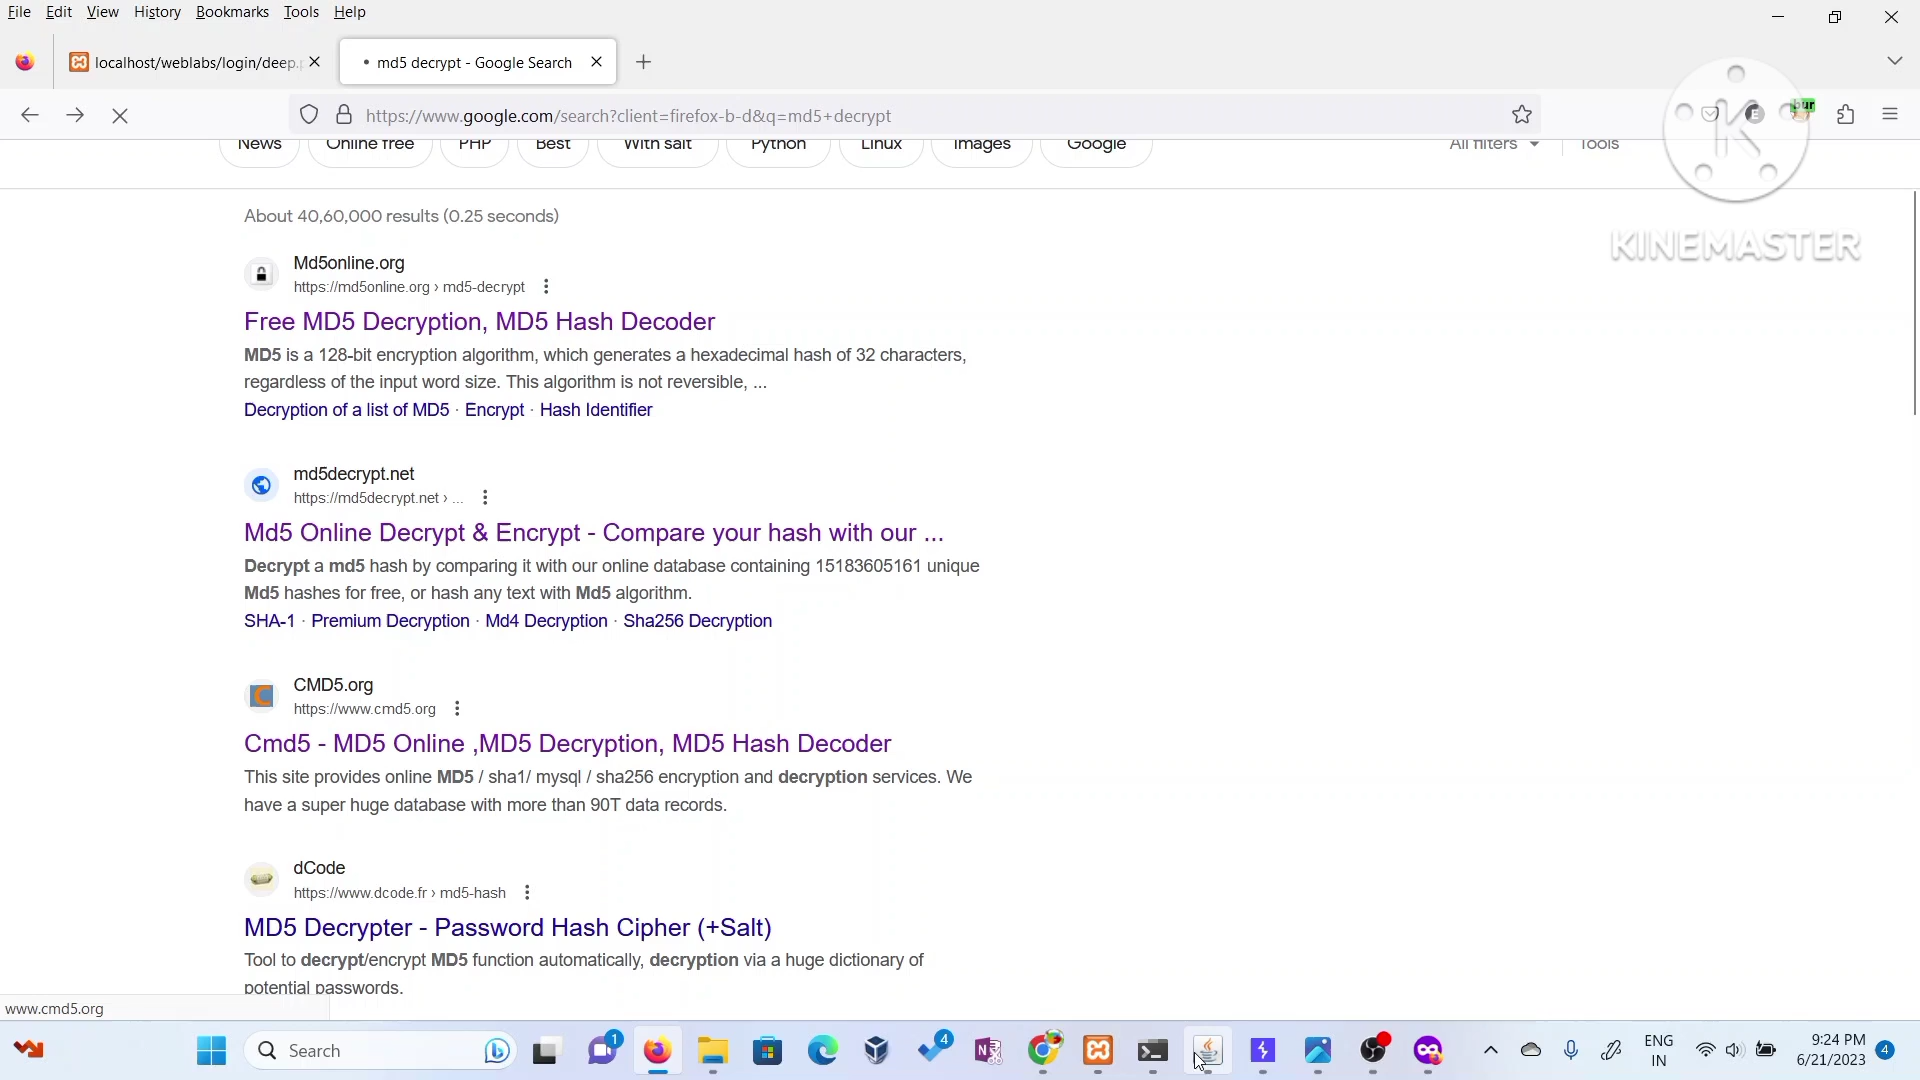 File Edit View History Bookmarks Tools Help
localhost/weblabs/login/deep.p
md5 decrypt - Google Search
https://www.google.com/search?client=firefox-b-d&q=md5+decrypt
bur
E
K
KINEMASTER
News Online free PHP Best With salt Python Linux Images Google All filters Tools
About 40,60,000 results (0.25 seconds)
Md5online.org
https://md5online.org › md5-decrypt
Free MD5 Decryption, MD5 Hash Decoder
MD5 is a 128-bit encryption algorithm, which generates a hexadecimal hash of 32 characters,
regardless of the input word size. This algorithm is not reversible, ...
Decryption of a list of MD5 · Encrypt · Hash Identifier
md5decrypt.net
https://md5decrypt.net › ...
Md5 Online Decrypt & Encrypt - Compare your hash with our ...
Decrypt a md5 hash by comparing it with our online database containing 15183605161 unique
Md5 hashes for free, or hash any text with Md5 algorithm.
SHA-1 · Premium Decryption · Md4 Decryption · Sha256 Decryption
CMD5.org
https://www.cmd5.org
Cmd5 - MD5 Online ,MD5 Decryption, MD5 Hash Decoder
This site provides online MD5 / sha1/ mysql / sha256 encryption and decryption services. We
have a super huge database with more than 90T data records.
dCode
https://www.dcode.fr › md5-hash
MD5 Decrypter - Password Hash Cipher (+Salt)
Tool to decrypt/encrypt MD5 function automatically, decryption via a huge dictionary of
potential passwords.
www.cmd5.org
Search
1
4
N
ENG
IN
9:24 PM
6/21/2023
4